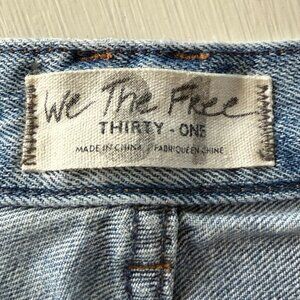 We The Free
THIRTY - ONE
MADE IN CHINA / FABRIQUE EN CHINE